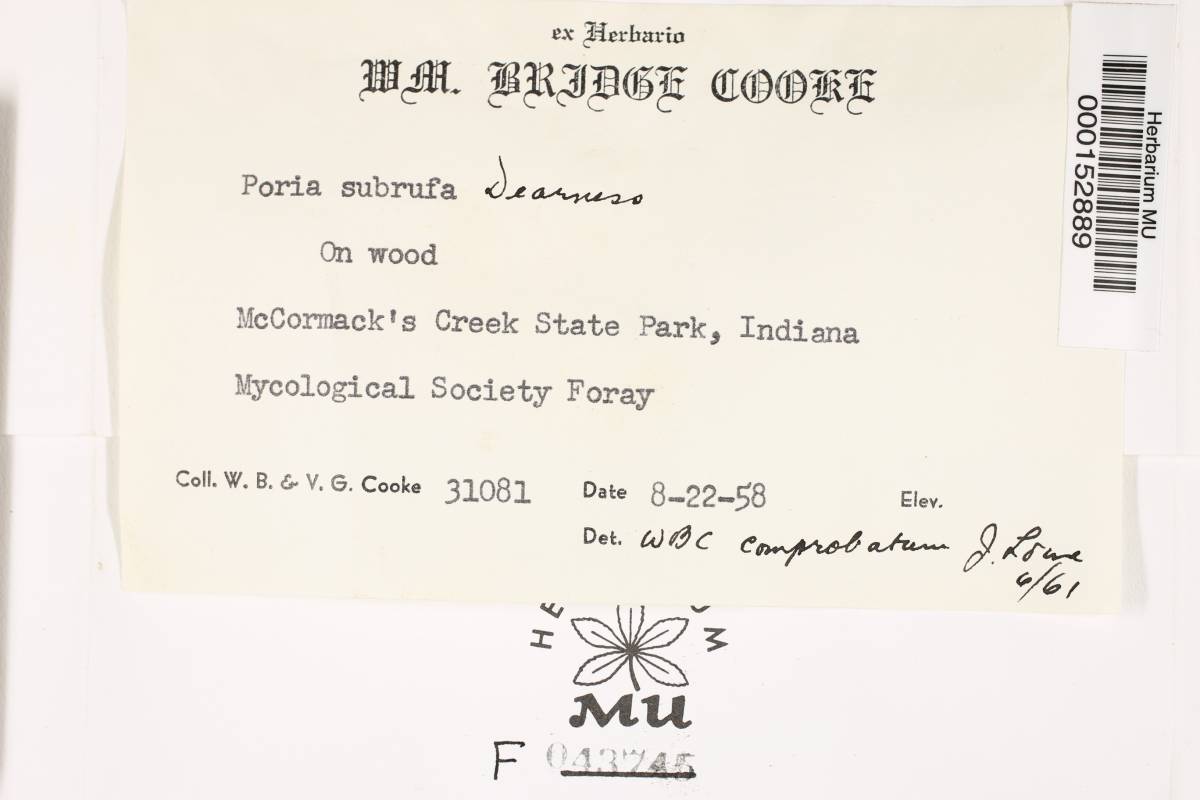 ex Herbario
WM. BRIDGE COOKE
Poria subrufa Dearness
On wood
McCormack's Creek State Park, Indiana
Mycological Society Foray
Coll. W. B. & V. G. Cooke 31081 Date 8-22-58 Elev.
Det. WBC comprobatum J. Lowe
6/61
Herbarium MU
000152889
MU
F 043745